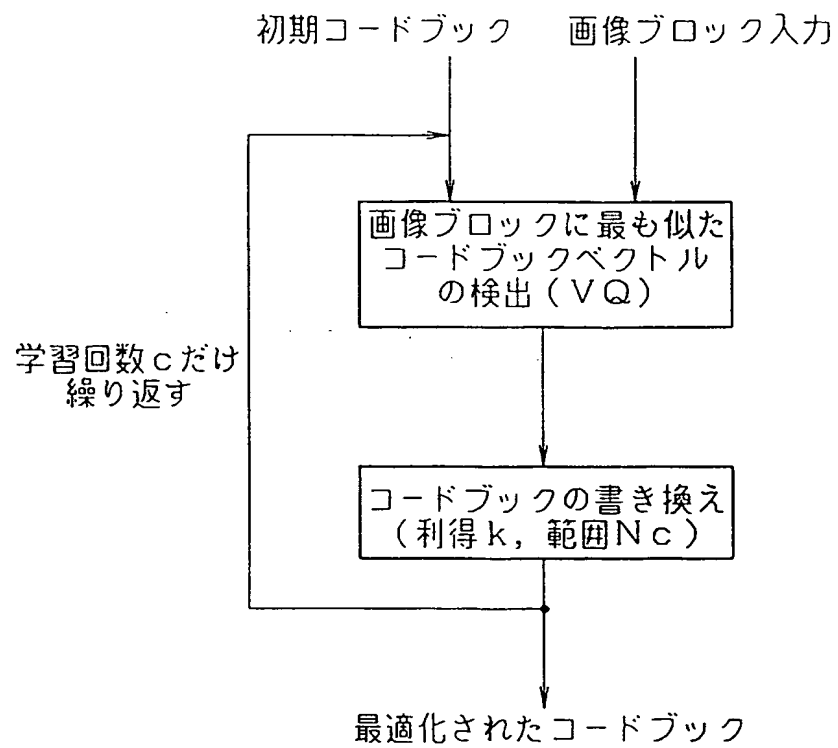 初期コードブック
画像ブロック入力
画像ブロックに最も似た
コードブックベクトル
の検出(VQ)
学習回数cだけ
繰り返す
コードブックの書き換え
(利得k,範囲Nc)
最適化されたコードブック